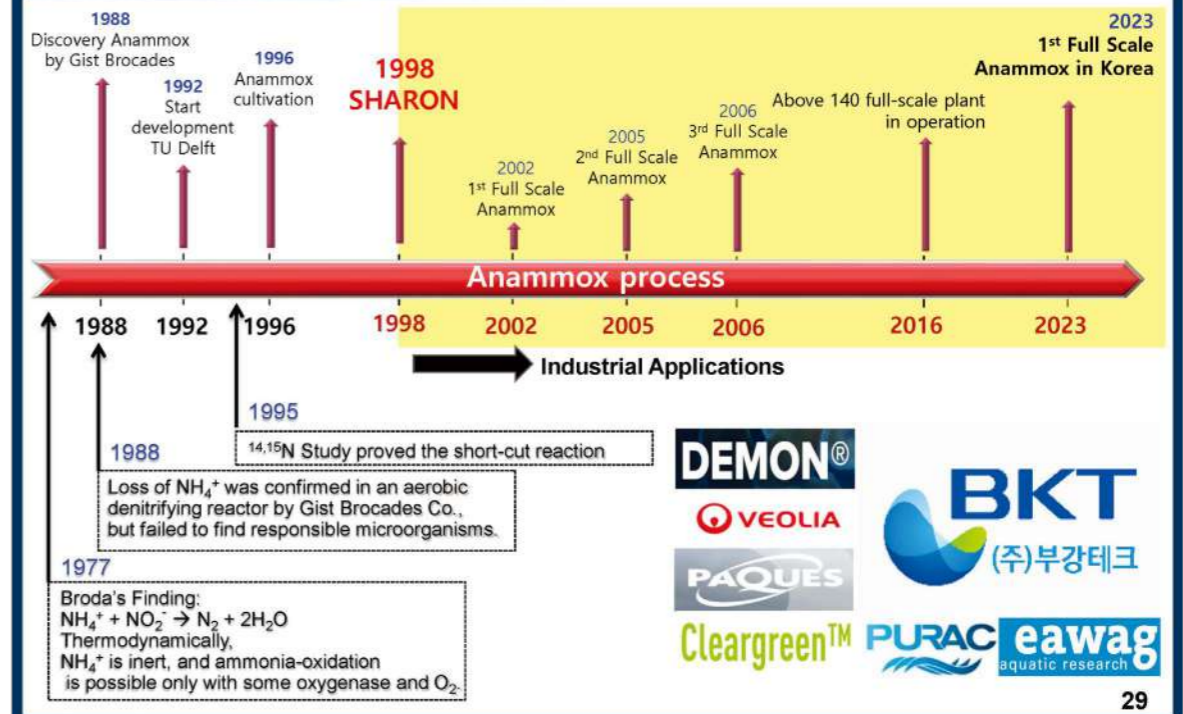 1988
Discovery Anammox
by Gist Brocades
1992
Start
development
TU Delft
1996
Anammox
cultivation
1998
SHARON
2002
1st Full Scale
Anammox
2005
2nd Full Scale
Anammox
2006
3rd Full Scale
Anammox
Above 140 full-scale plant
in operation
2023
1st Full Scale
Anammox in Korea
Anammox process
1988 1992 1996 1998 2002 2005 2006 2016 2023
Industrial Applications
1995
14,15N Study proved the short-cut reaction
1988
Loss of NH4+ was confirmed in an aerobic
denitrifying reactor by Gist Brocades Co.,
but failed to find responsible microorganisms.
1977
Broda's Finding:
NH4+ + NO2- → N2 + 2H2O
Thermodynamically,
NH4+ is inert, and ammonia-oxidation
is possible only with some oxygenase and O2.
DEMON®
VEOLIA
PAQUES
Cleargreen™
BKT
(주)부강테크
PURAC
eawag
aquatic research
29